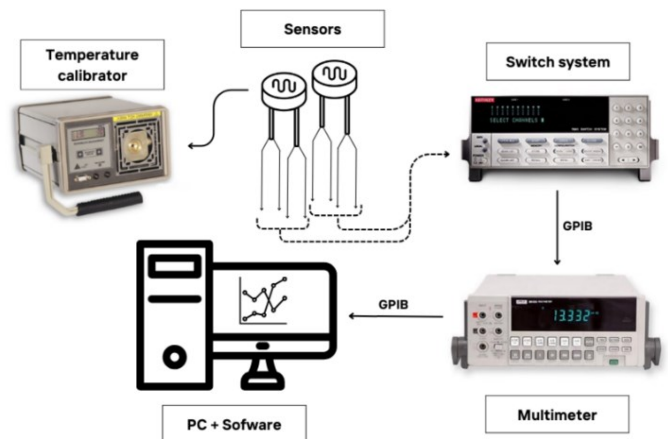 Sensors
Temperature
calibrator
Switch system
SELECT CHANNELS
GPIB
13.332
GPIB
PC + Sofware
Multimeter